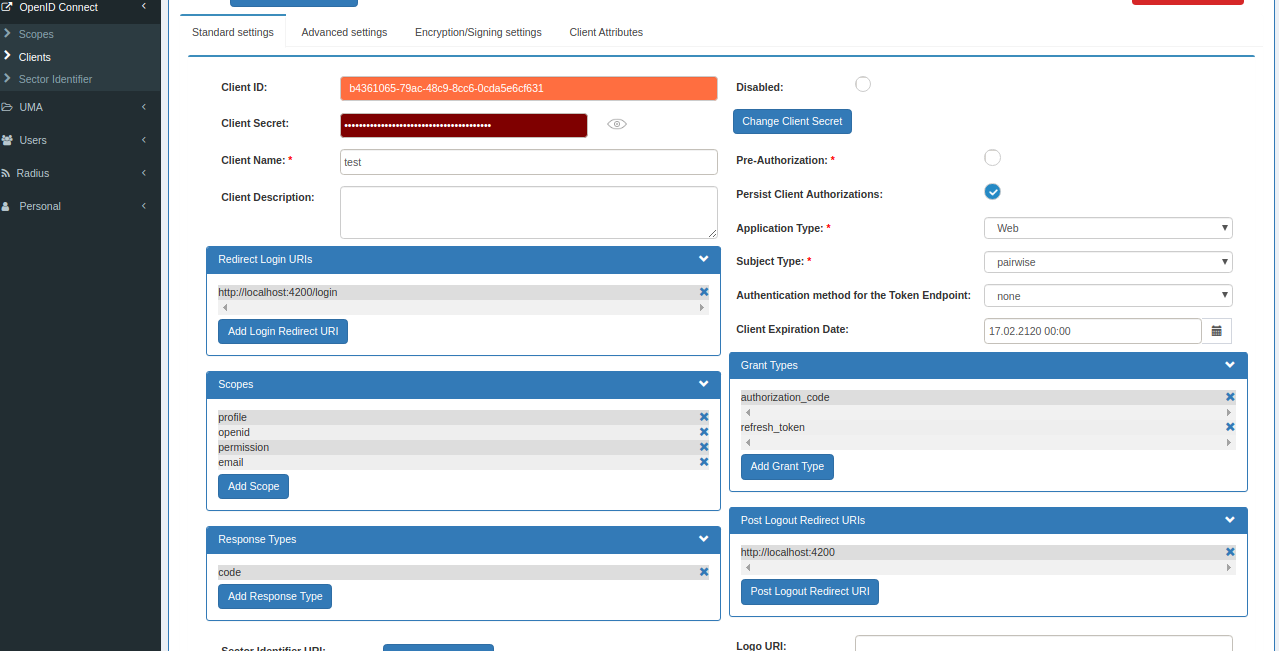 OpenID Connect
Scopes
Clients
Sector Identifier
UMA
Users
Radius
Personal
Standard settings
Advanced settings
Encryption/Signing settings
Client Attributes
Client ID:
b4361065-79ac-48c9-8cc6-0cda5e6cf631
Disabled:
Client Secret:
Change Client Secret
Client Name: *
test
Pre-Authorization: *
Client Description:
Persist Client Authorizations:
Application Type: *
Web
Subject Type: *
pairwise
Authentication method for the Token Endpoint:
none
Client Expiration Date:
17.02.2120 00:00
Redirect Login URIs
http://localhost:4200/login
Add Login Redirect URI
Grant Types
authorization_code
refresh_token
Add Grant Type
Scopes
profile
openid
permission
email
Add Scope
Post Logout Redirect URIs
http://localhost:4200
Post Logout Redirect URI
Response Types
code
Add Response Type
Sector Identifier URI:
Logo URI: